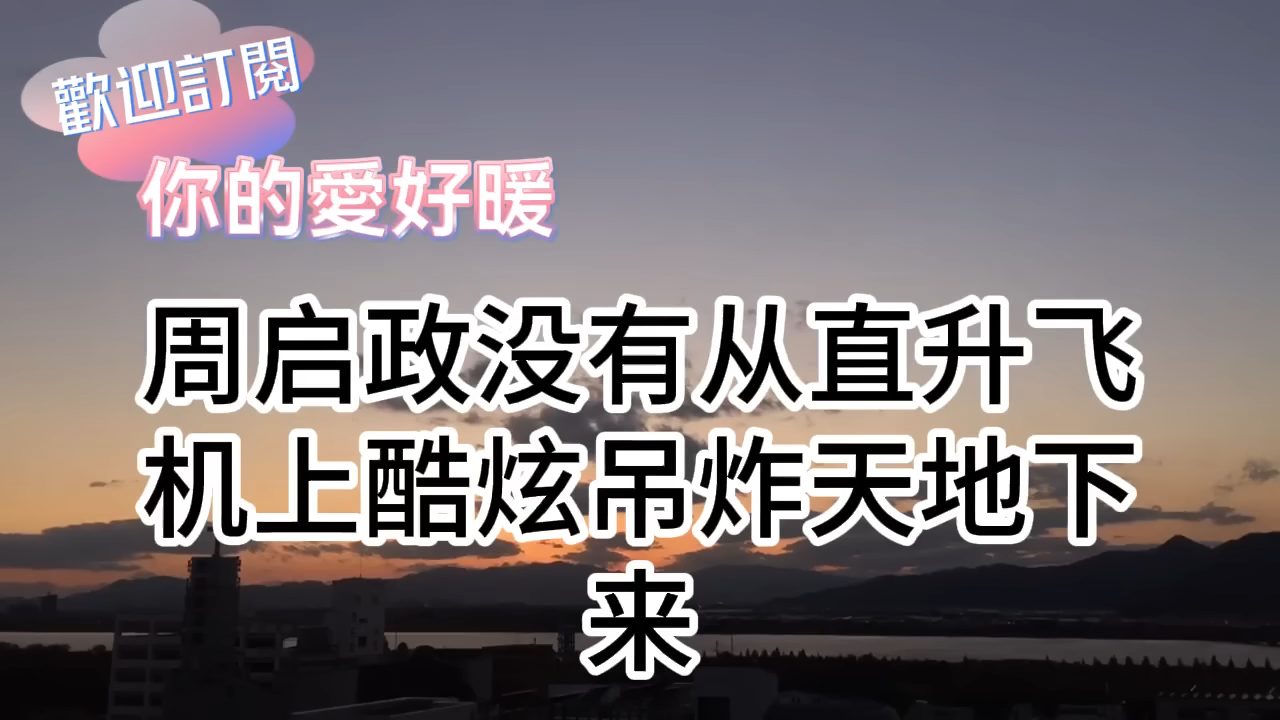 歡迎訂閱
你的愛好暖
周启政没有从直升飞
机上酷炫吊炸天地下
来